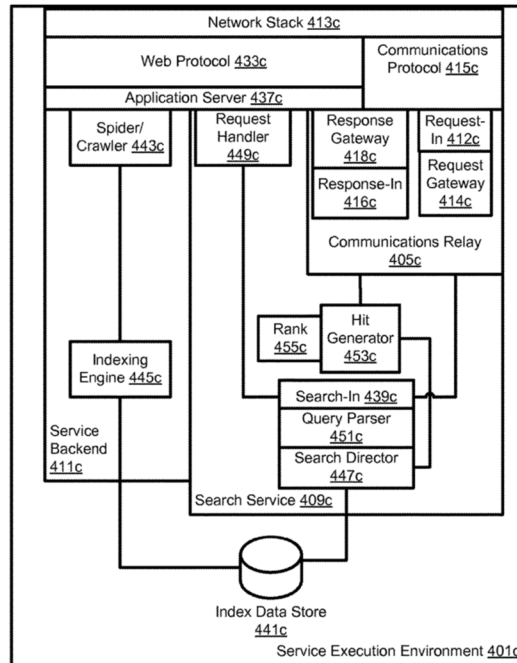 Network Stack 413c
Web Protocol 433c
Communications
Protocol 415c
Application Server 437c
Spider/
Crawler 443c
Request
Handler
449c
Response
Gateway
418c
Response-In
416c
Request-
In 412c
Request
Gateway
414c
Communications Relay
405c
Rank
455c
Hit
Generator
453c
Indexing
Engine 445c
Search-In 439c
Query Parser
451c
Search Director
447c
Service
Backend
411c
Search Service 409c
Index Data Store
441c
Service Execution Environment 401c